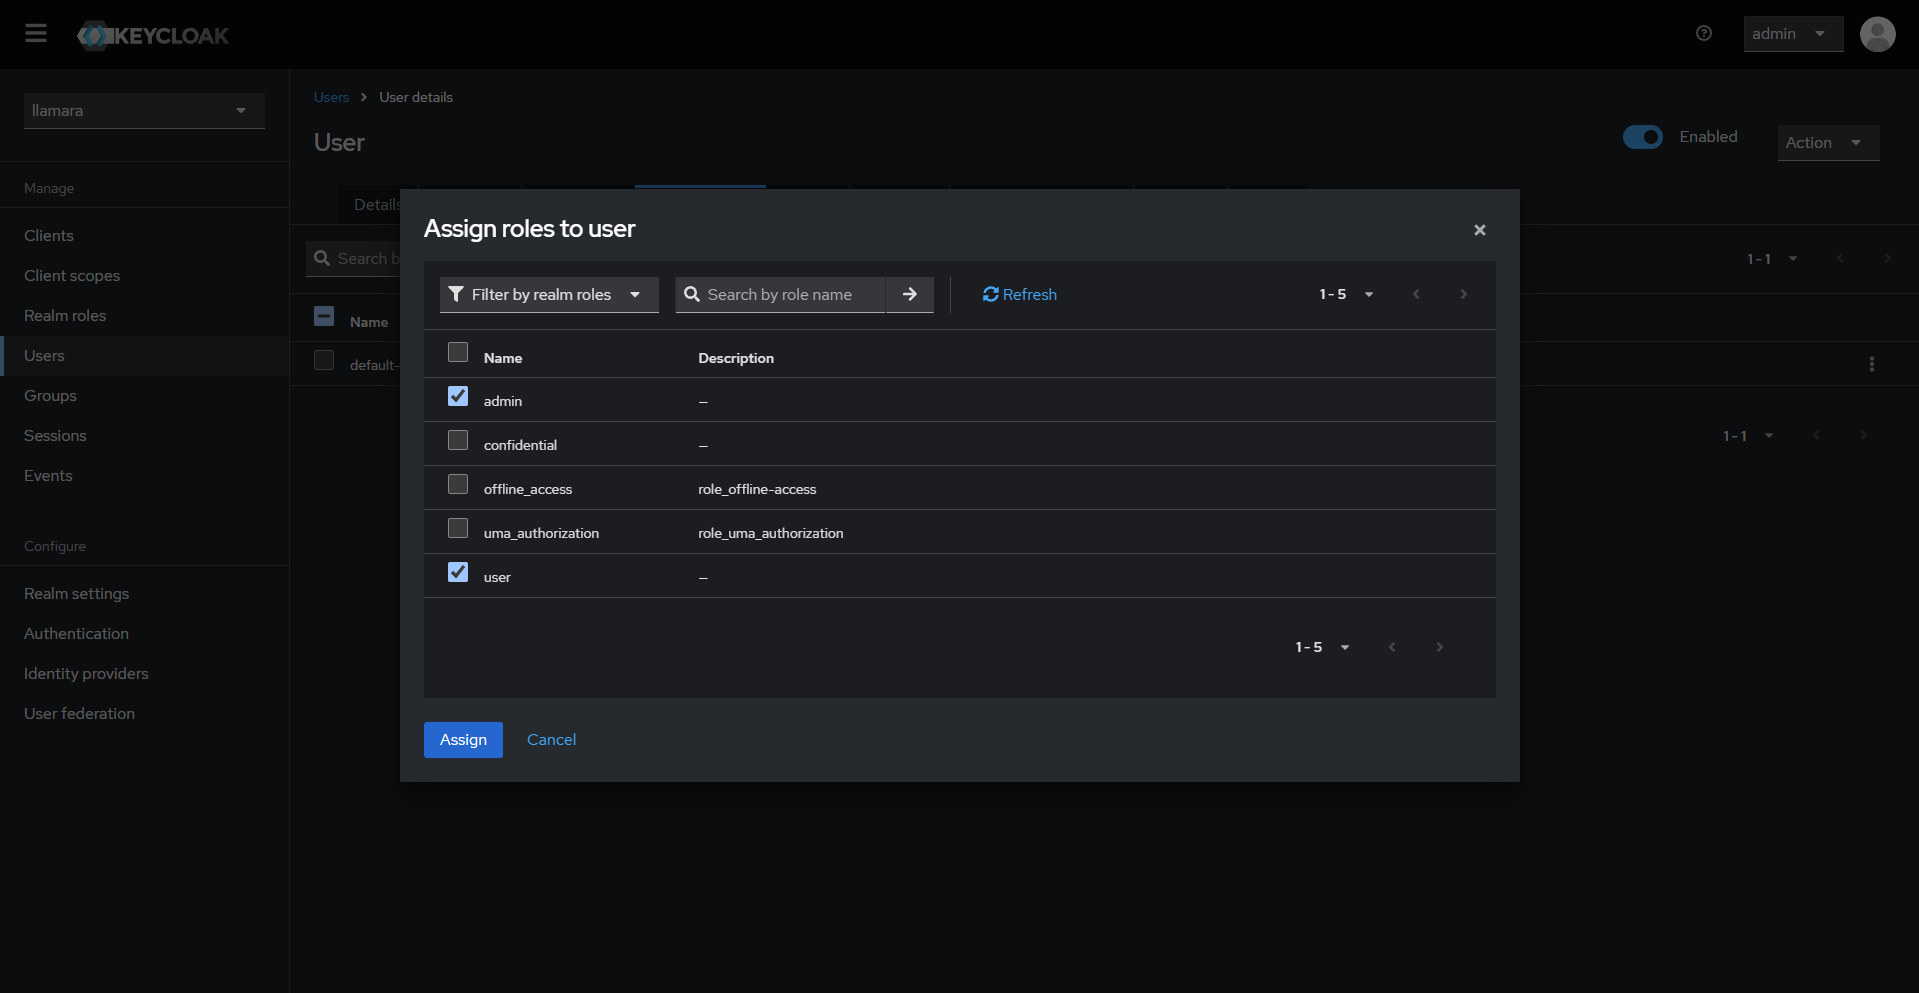 KEYCLOAK
admin
llamara
Manage
Clients
Client scopes
Realm roles
Users
Groups
Sessions
Events
Configure
Realm settings
Authentication
Identity providers
User federation
Users > User details
User
Enabled
Action
Details
Search b
1 - 1
Name
default-
1 - 1
Assign roles to user
Filter by realm roles
Search by role name
Refresh
1 - 5
Name Description
admin –
confidential –
offline_access role_offline-access
uma_authorization role_uma_authorization
user –
1 - 5
Assign Cancel